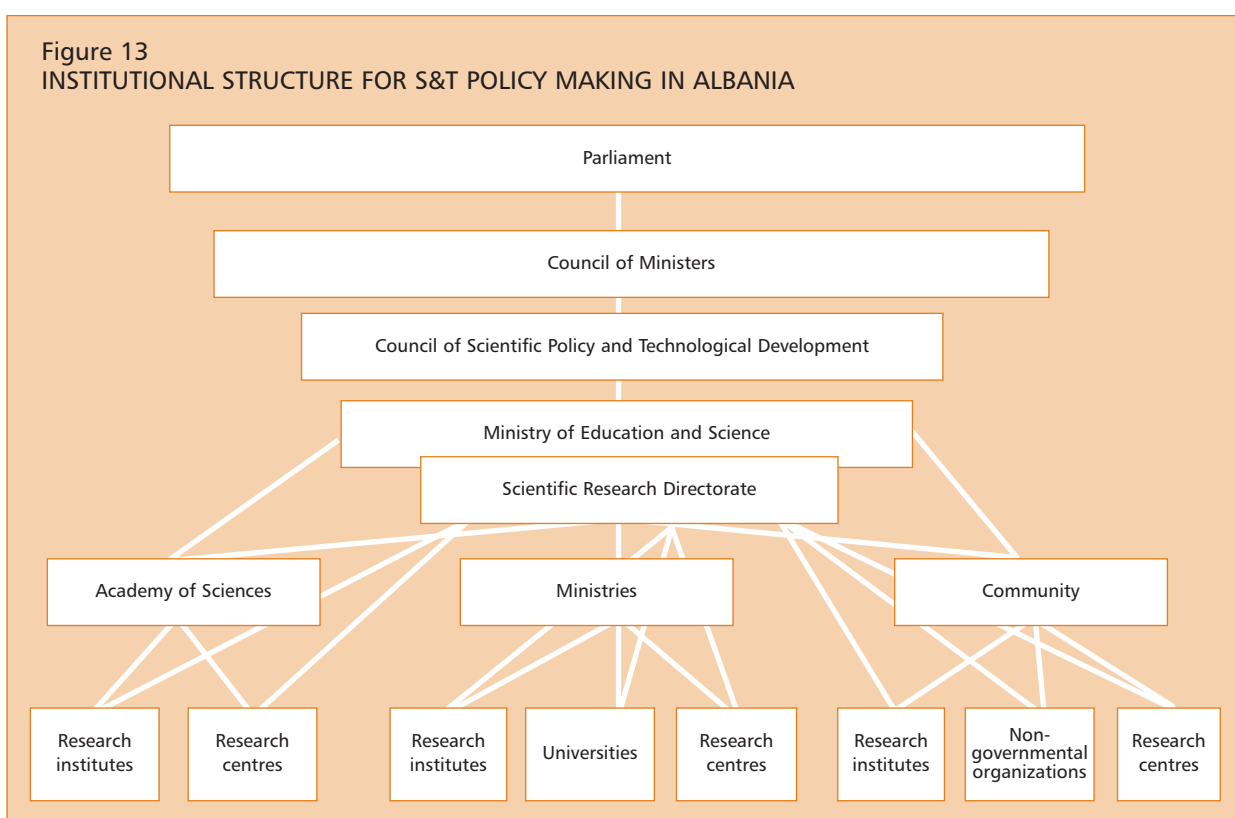 Figure 13
INSTITUTIONAL STRUCTURE FOR S&T POLICY MAKING IN ALBANIA
Parliament
Council of Ministers
Council of Scientific Policy and Technological Development
Ministry of Education and Science
Scientific Research Directorate
Academy of Sciences
Ministries
Community
Research
institutes
Research
centres
Research
institutes
Universities
Research
centres
Research
institutes
Non-
governmental
organizations
Research
centres